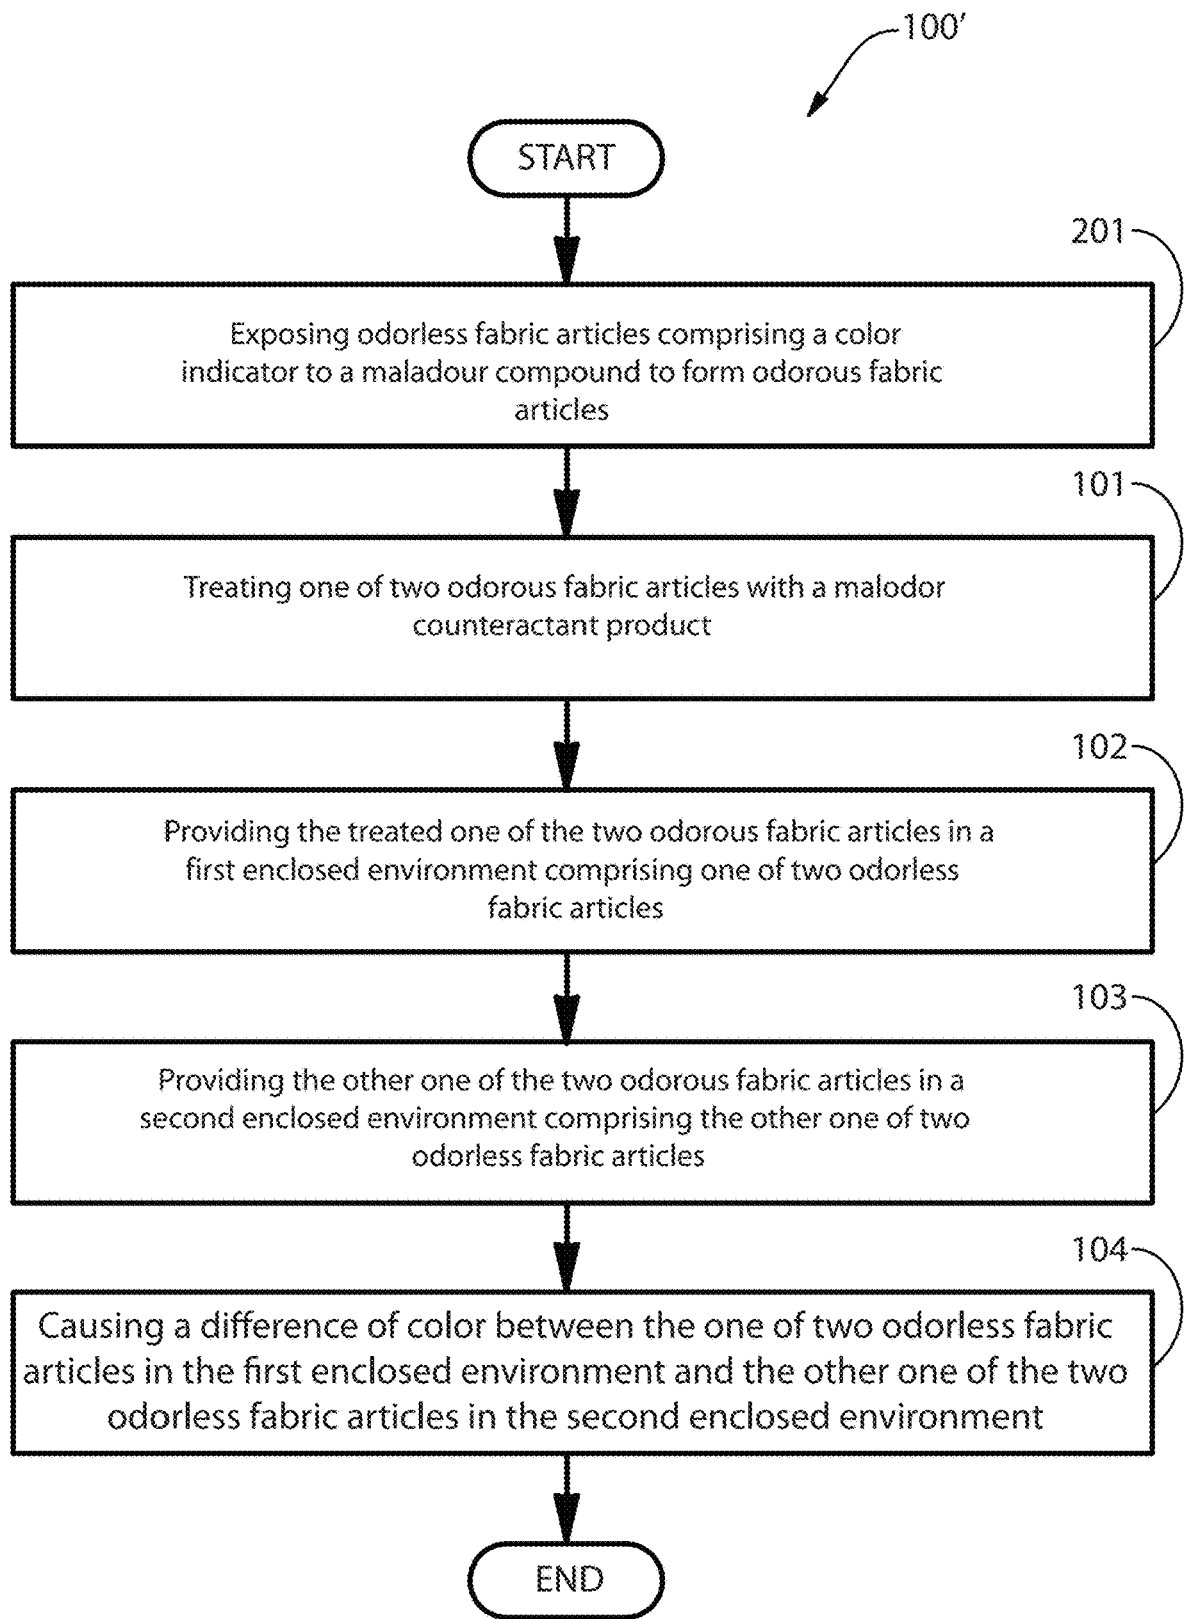 100’
START
201
Exposing odorless fabric articles comprising a color
indicator to a maladour compound to form odorous fabric
articles
101
Treating one of two odorous fabric articles with a malodor
counteractant product
102
Providing the treated one of the two odorous fabric articles in a
first enclosed environment comprising one of two odorless
fabric articles
103
Providing the other one of the two odorous fabric articles in a
second enclosed environment comprising the other one of two
odorless fabric articles
104
Causing a difference of color between the one of two odorless fabric
articles in the first enclosed environment and the other one of the two
odorless fabric articles in the second enclosed environment
END